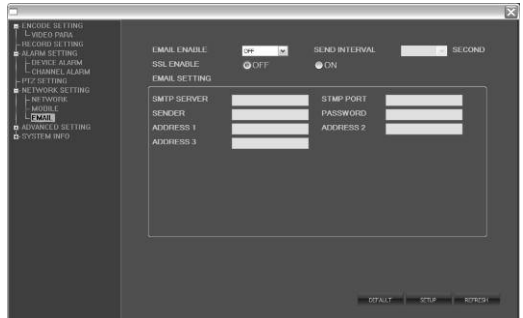 ENCODE SETTING
VIDEO PARA
RECORD SETTING
ALARM SETTING
DEVICE ALARM
CHANNEL ALARM
PTZ SETTING
NETWORK SETTING
NETWORK
MOBILE
EMAIL
ADVANCED SETTING
SYSTEM INFO
EMAIL ENABLE OFF SEND INTERVAL SECOND
SSL ENABLE OFF ON
EMAIL SETTING
SMTP SERVER STMP PORT
SENDER PASSWORD
ADDRESS 1 ADDRESS 2
ADDRESS 3
DEFAULT SETUP REFRESH